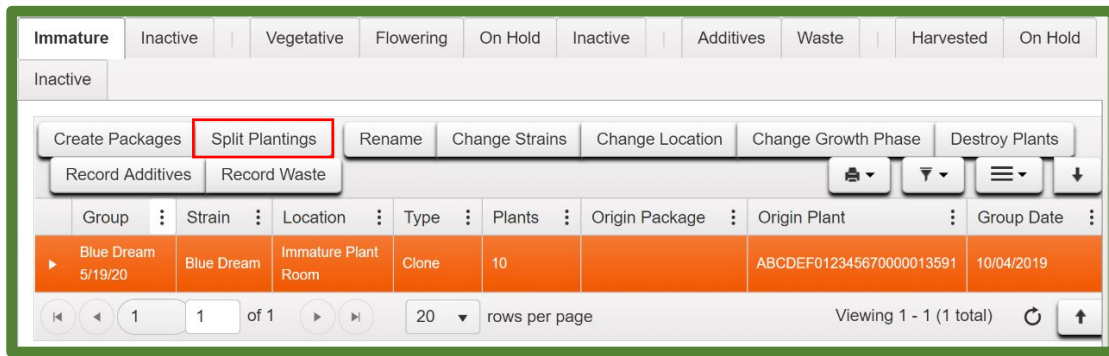 Immature Inactive Vegetative Flowering On Hold Inactive Additives Waste Harvested On Hold
Inactive
Create Packages Split Plantings Rename Change Strains Change Location Change Growth Phase Destroy Plants
Record Additives Record Waste
Group Strain Location Type Plants Origin Package Origin Plant Group Date
Blue Dream 5/19/20 Blue Dream Immature Plant Room Clone 10 ABCDEF012345670000013591 10/04/2019
1 1 of 1 20 rows per page Viewing 1 - 1 (1 total)